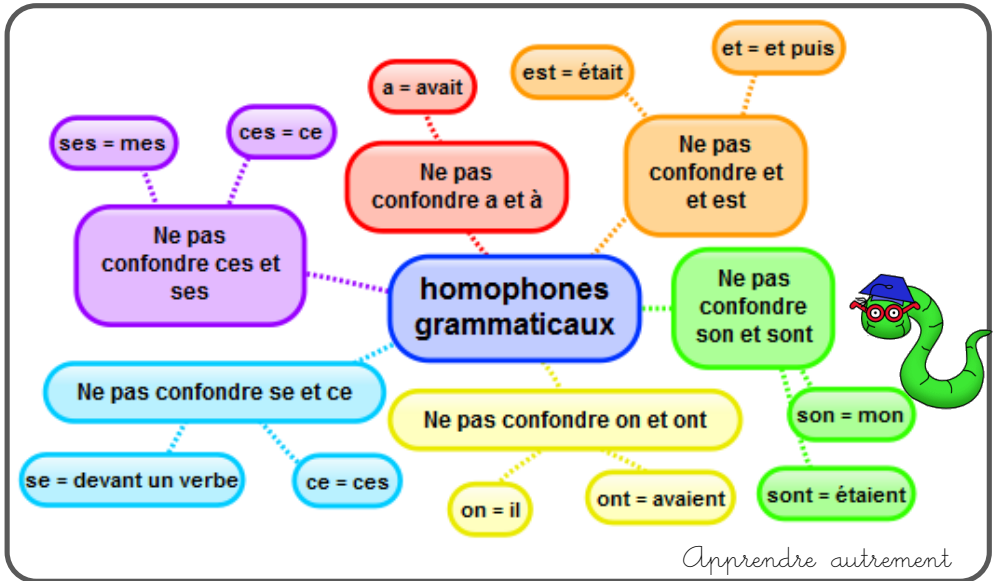 et = et puis
est = était
a = avait
ces = ce
ses = mes
Ne pas
confondre et
et est
Ne pas
confondre a et à
Ne pas
confondre ces et
ses
homophones
grammaticaux
Ne pas
confondre
son et sont
Ne pas confondre se et ce
Ne pas confondre on et ont
son = mon
se = devant un verbe
ce = ces
on = il
ont = avaient
sont = étaient
Apprendre autrement